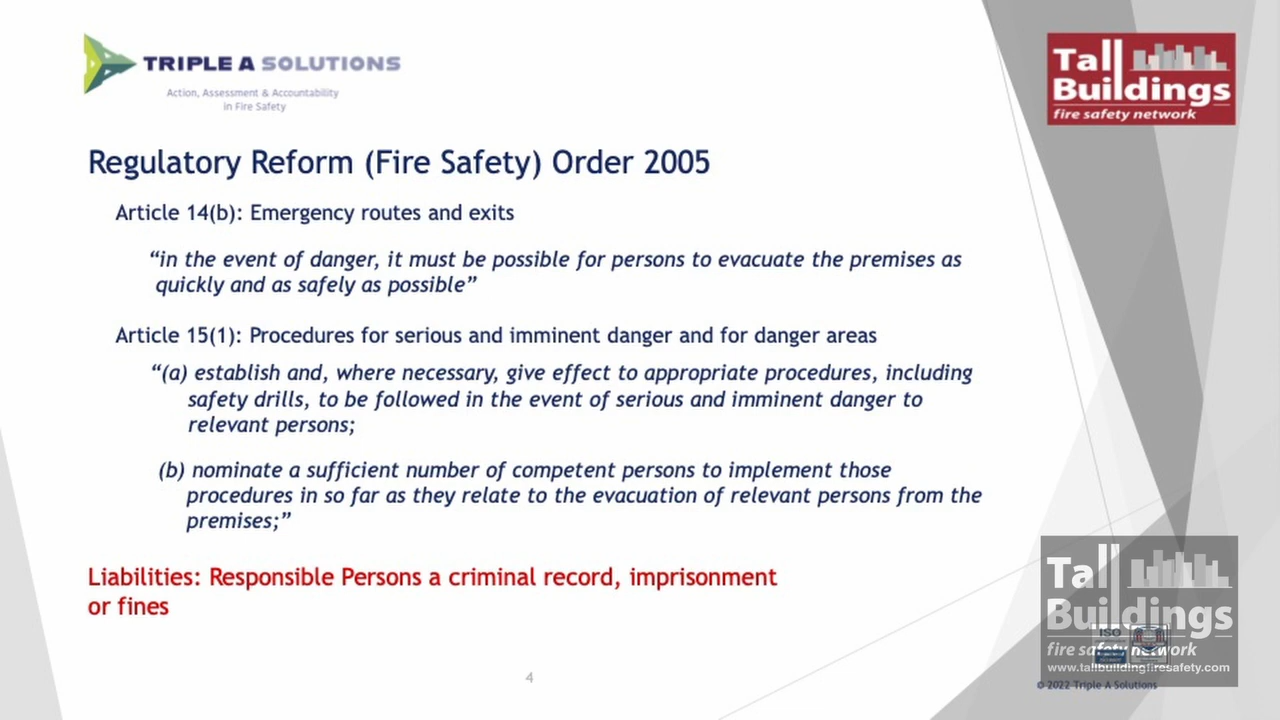 TRIPLE A SOLUTIONS
Action, Assessment & Accountability
in Fire Safety
Tall
Buildings
fire safety network
Regulatory Reform (Fire Safety) Order 2005
Article 14(b): Emergency routes and exits
“in the event of danger, it must be possible for persons to evacuate the premises as
quickly and as safely as possible”
Article 15(1): Procedures for serious and imminent danger and for danger areas
“(a) establish and, where necessary, give effect to appropriate procedures, including
safety drills, to be followed in the event of serious and imminent danger to
relevant persons;
(b) nominate a sufficient number of competent persons to implement those
procedures in so far as they relate to the evacuation of relevant persons from the
premises;”
Liabilities: Responsible Persons a criminal record, imprisonment
or fines
Tall
Buildings
ISO
fire safety network
www.tallbuildingfiresafety.com
4
© 2022 Triple A Solutions